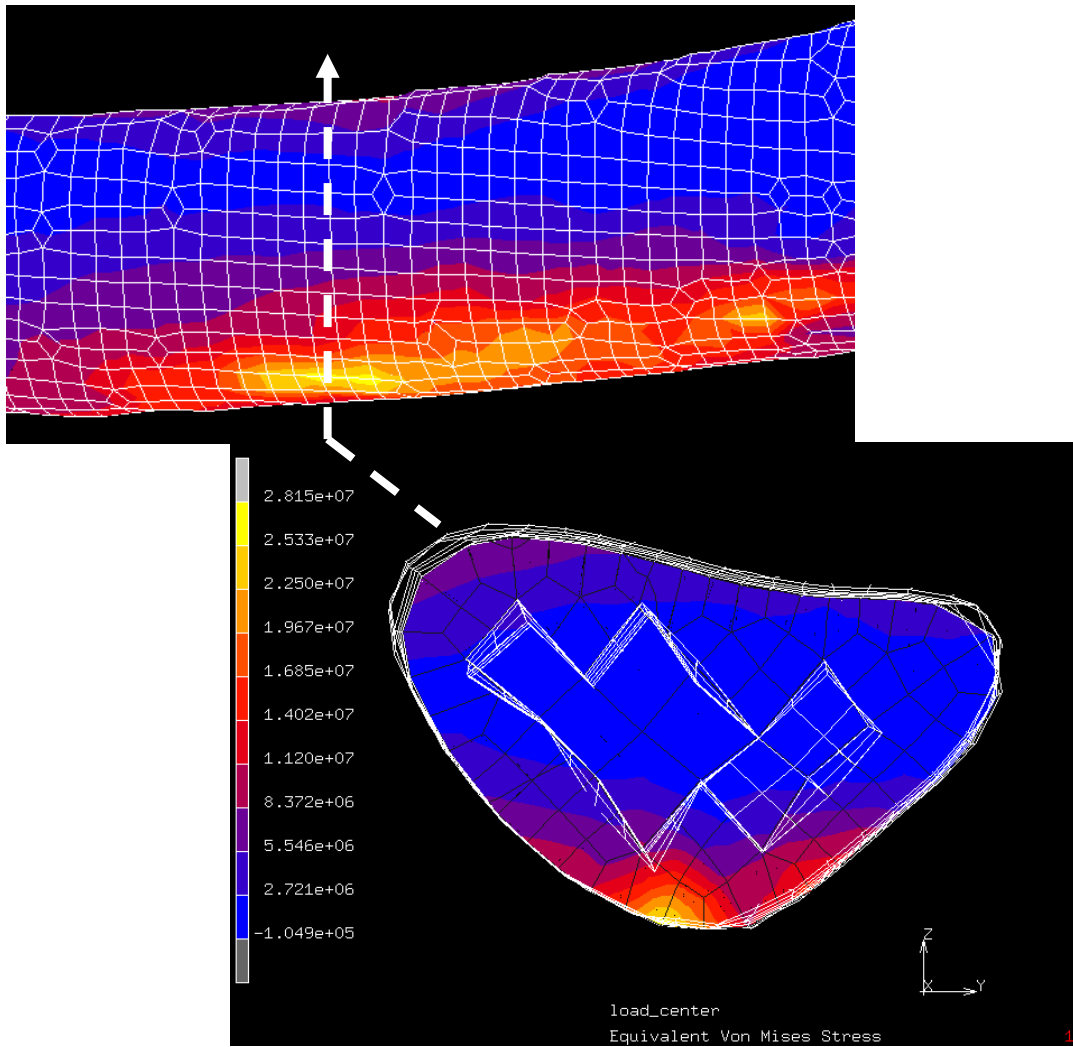 2.815e+07
2.533e+07
2.250e+07
1.967e+07
1.685e+07
1.402e+07
1.120e+07
8.372e+06
5.546e+06
2.721e+06
-1.049e+05
Z
X Y
load_center
Equivalent Von Mises Stress 1